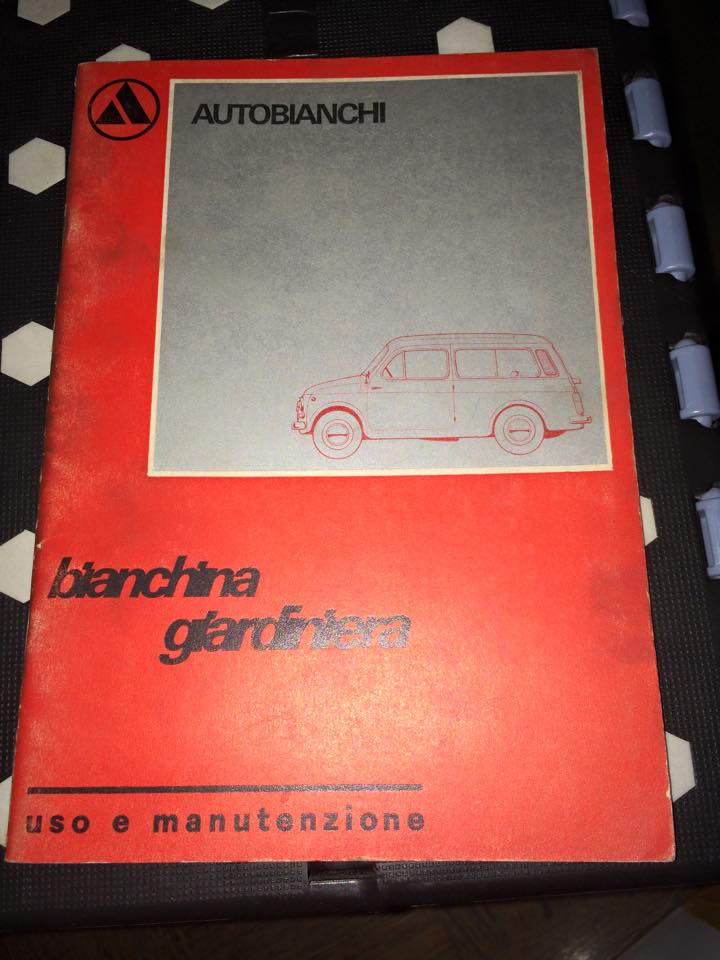 AUTOBIANCHI
bianchina
giardiniera
uso e manutenzione